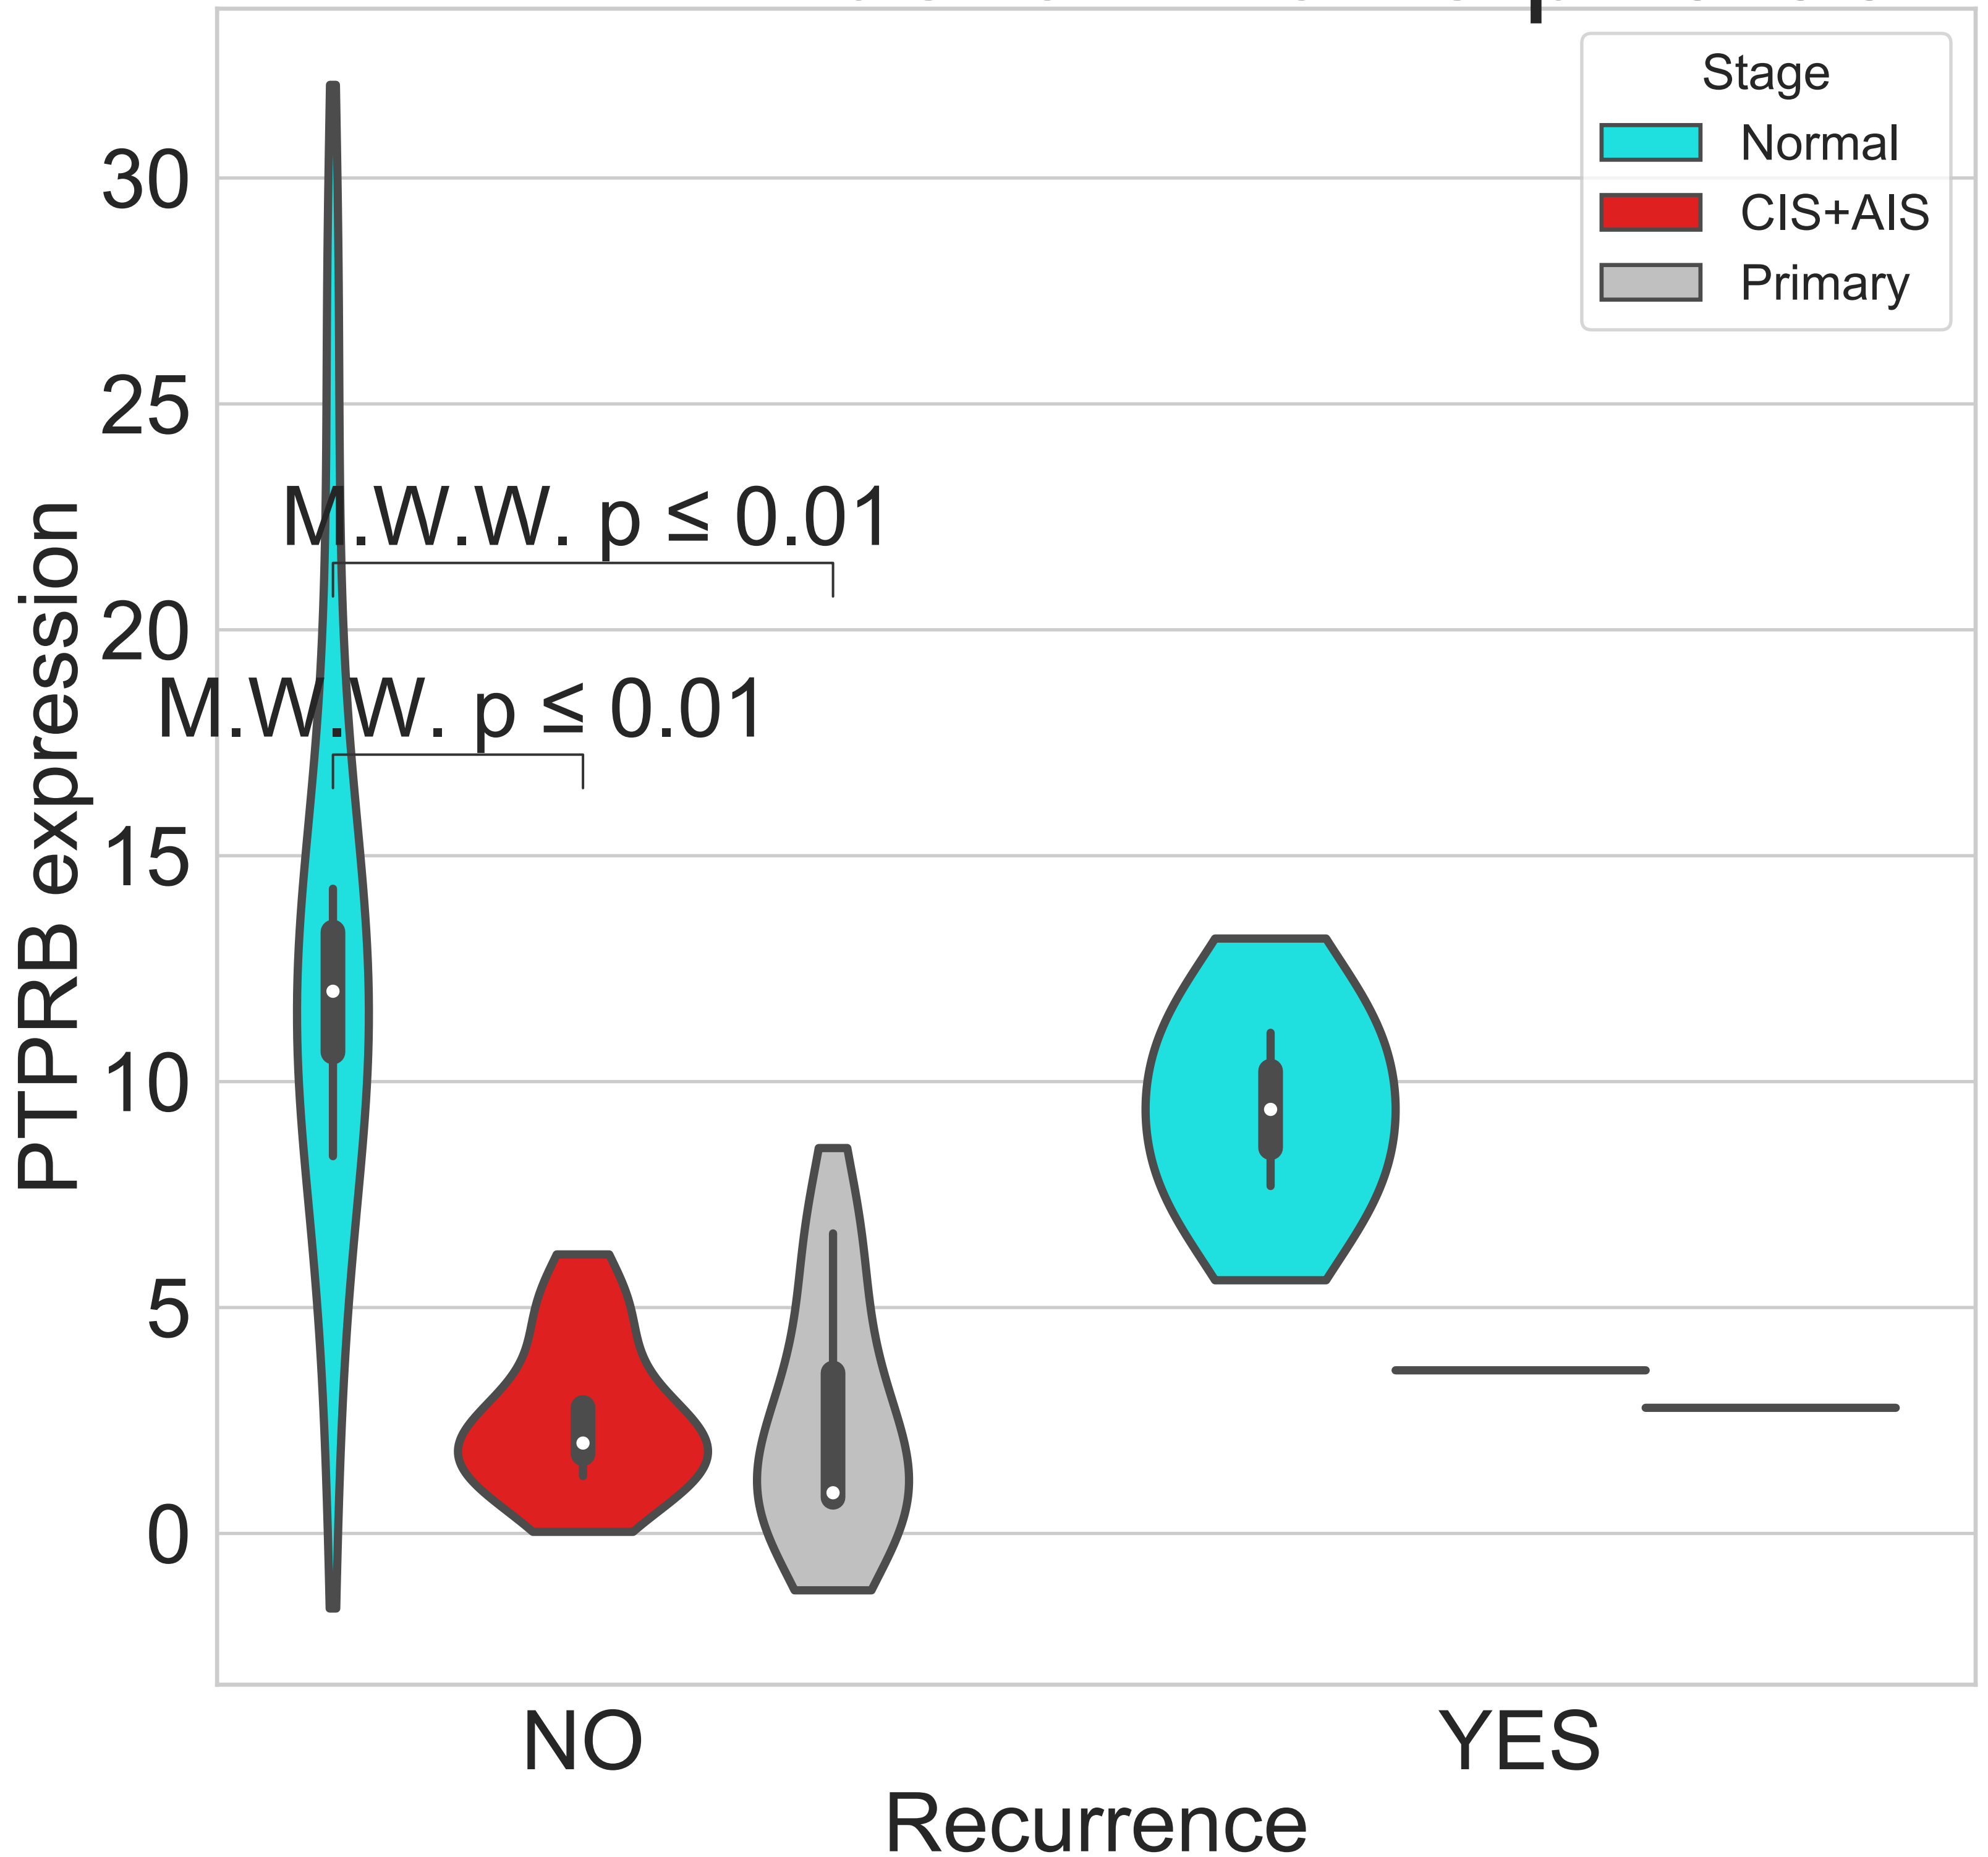 Stage
Normal
CIS+AIS
Primary
30
25
20
15
10
5
0
PTPRB expression
M.W.W. p ≤ 0.01
M.W.W. p ≤ 0.01
NO
YES
Recurrence